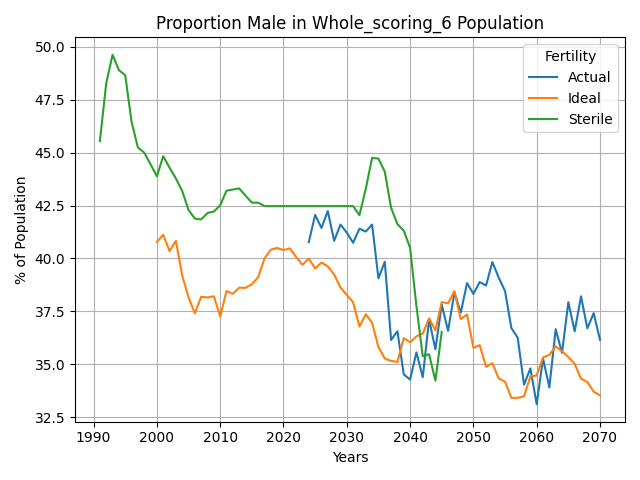 Proportion Male in Whole_scoring_6 Population
50.0
47.5
45.0
42.5
40.0
37.5
35.0
32.5
% of Population
Fertility
Actual
Ideal
Sterile
1990 2000 2010 2020 2030 2040 2050 2060 2070
Years